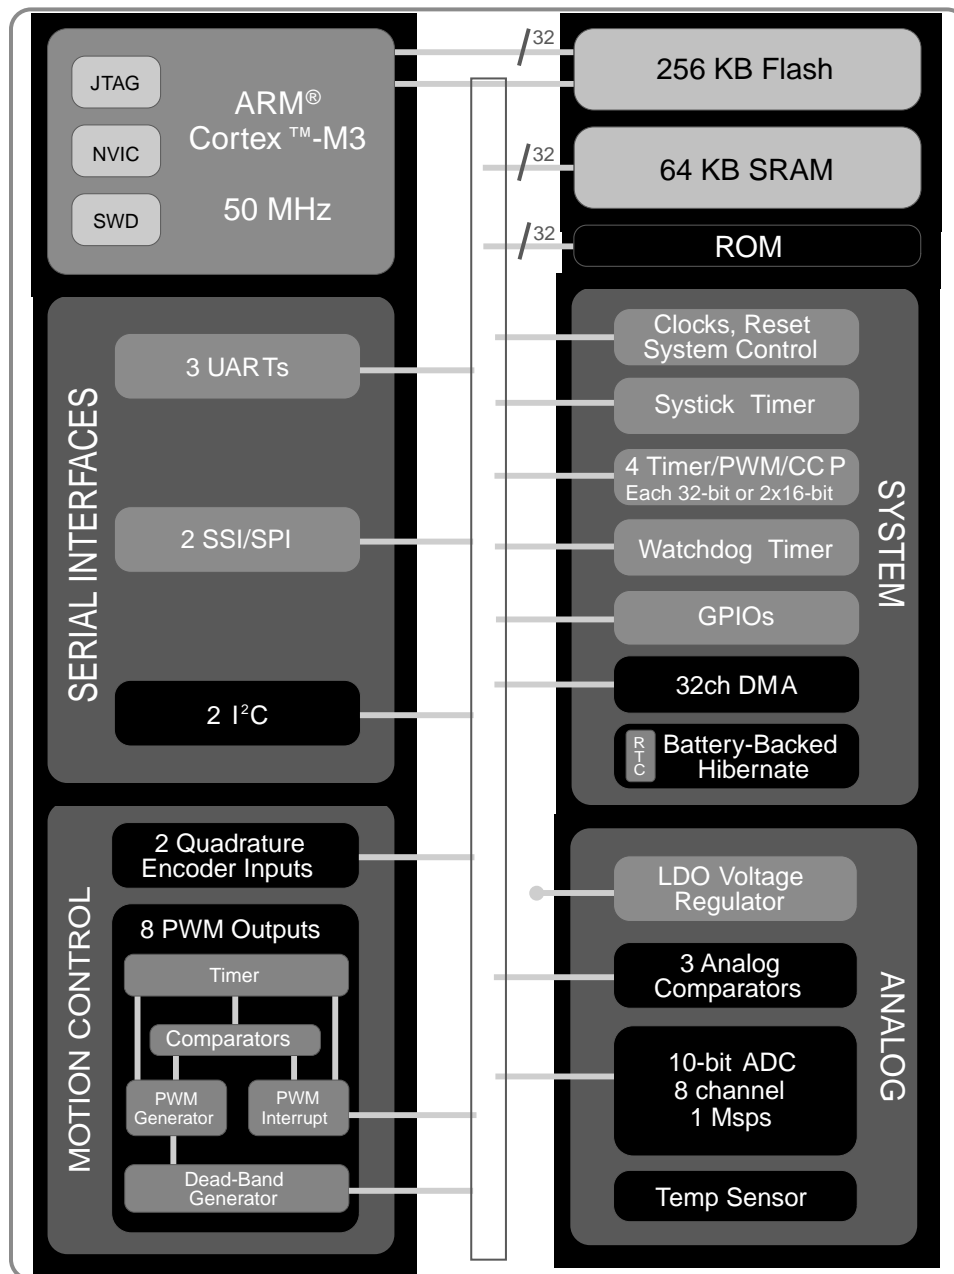 JTAG
NVIC
SWD
ARM®
Cortex™-M3
50 MHz
32
256 KB Flash
32
64 KB SRAM
32
ROM
SERIAL INTERFACES
3 UARTs
2 SSI/SPI
2 I²C
SYSTEM
Clocks, Reset
System Control
Systick Timer
4 Timer/PWM/CCP
Each 32-bit or 2x16-bit
Watchdog Timer
GPIOs
32ch DMA
RTC
Battery-Backed
Hibernate
MOTION CONTROL
2 Quadrature
Encoder Inputs
8 PWM Outputs
Timer
Comparators
PWM
Generator
PWM
Interrupt
Dead-Band
Generator
ANALOG
LDO Voltage
Regulator
3 Analog
Comparators
10-bit ADC
8 channel
1 Msps
Temp Sensor